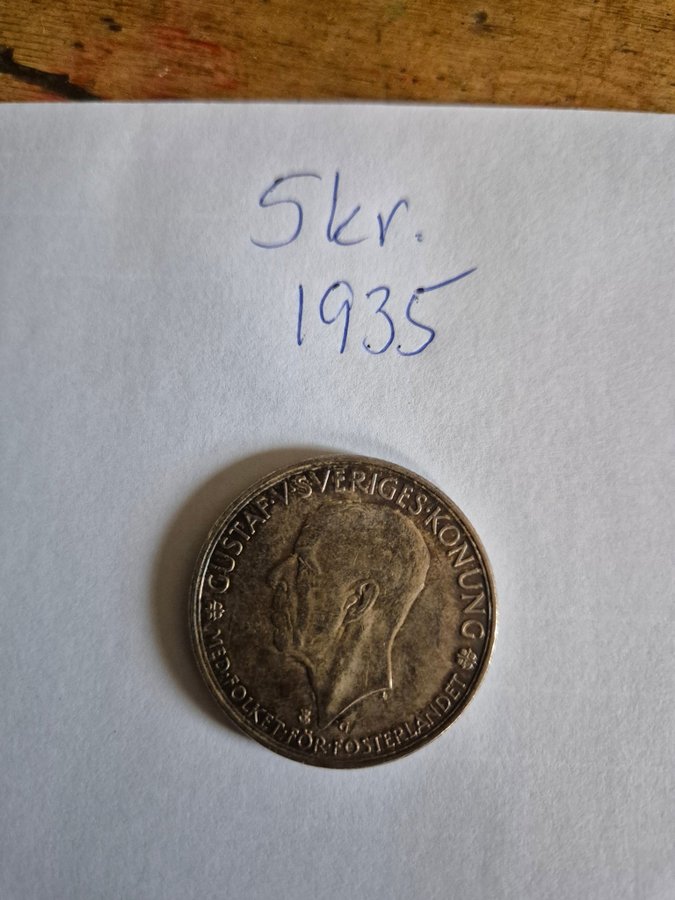 5kr.
1935
GUSTAF·V·SVERIGES·KONUNG
MED·FOLKET·FÖR·FOSTERLANDET
G